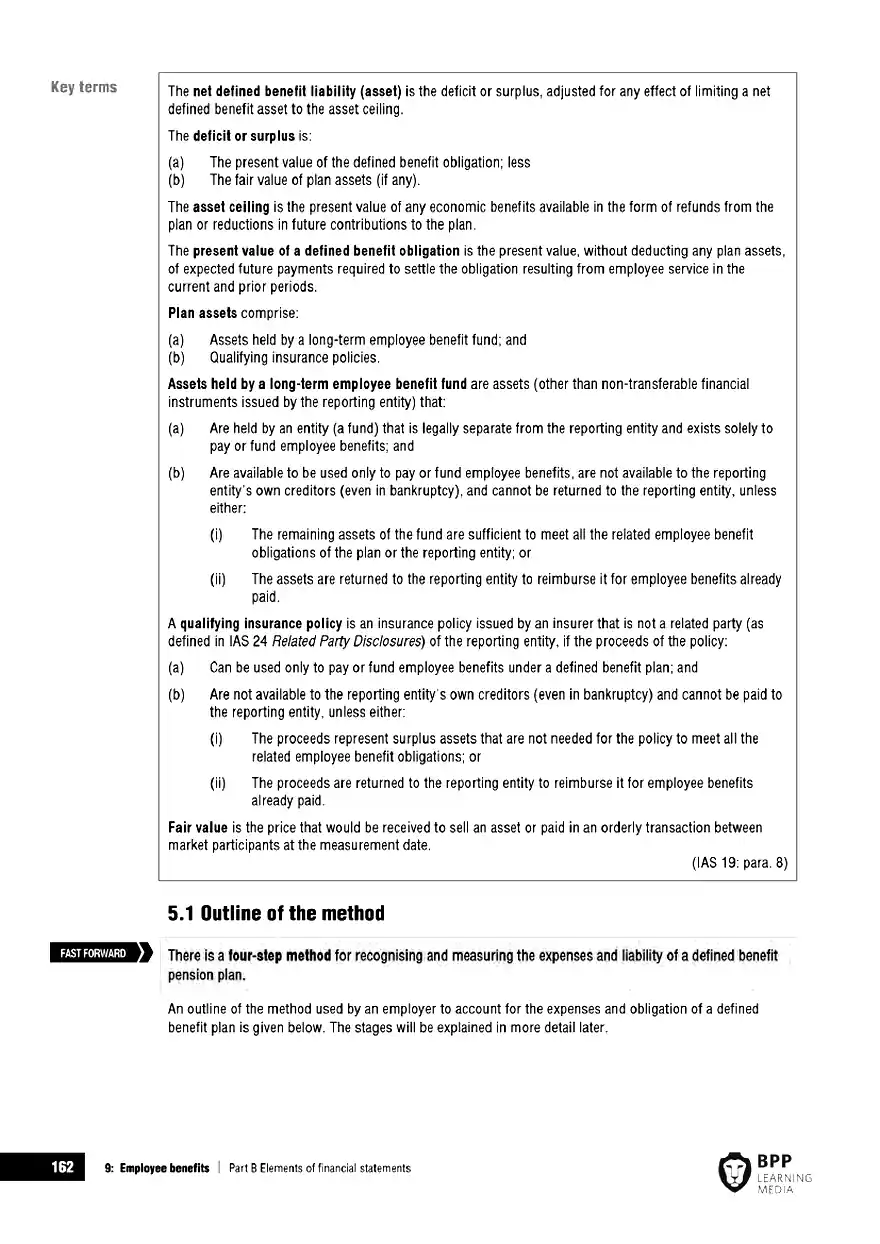 Key terms
The net defined benefit liability (asset) is the deficit or surplus, adjusted for any effect of limiting a net
defined benefit asset to the asset ceiling.
The deficit or surplus is:
(a) The present value of the defined benefit obligation; less
(b) The fair value of plan assets (if any).
The asset ceiling is the present value of any economic benefits available in the form of refunds from the
plan or reductions in future contributions to the plan.
The present value of a defined benefit obligation is the present value, without deducting any plan assets,
of expected future payments required to settle the obligation resulting from employee service in the
current and prior periods.
Plan assets comprise:
(a) Assets held by a long-term employee benefit fund; and
(b) Qualifying insurance policies.
Assets held by a long-term employee benefit fund are assets (other than non-transferable financial
instruments issued by the reporting entity) that:
(a) Are held by an entity (a fund) that is legally separate from the reporting entity and exists solely to
pay or fund employee benefits; and
(b) Are available to be used only to pay or fund employee benefits, are not available to the reporting
entity's own creditors (even in bankruptcy), and cannot be returned to the reporting entity, unless
either:
(i) The remaining assets of the fund are sufficient to meet all the related employee benefit
obligations of the plan or the reporting entity; or
(ii) The assets are returned to the reporting entity to reimburse it for employee benefits already
paid.
A qualifying insurance policy is an insurance policy issued by an insurer that is not a related party (as
defined in IAS 24 Related Party Disclosures) of the reporting entity, if the proceeds of the policy:
(a) Can be used only to pay or fund employee benefits under a defined benefit plan; and
(b) Are not available to the reporting entity's own creditors (even in bankruptcy) and cannot be paid to
the reporting entity, unless either:
(i) The proceeds represent surplus assets that are not needed for the policy to meet all the
related employee benefit obligations; or
(ii) The proceeds are returned to the reporting entity to reimburse it for employee benefits
already paid.
Fair value is the price that would be received to sell an asset or paid in an orderly transaction between
market participants at the measurement date.
(IAS 19: para. 8)
5.1 Outline of the method
FAST FORWARD
There is a four-step method for recognising and measuring the expenses and liability of a defined benefit
pension plan.
An outline of the method used by an employer to account for the expenses and obligation of a defined
benefit plan is given below. The stages will be explained in more detail later.
162 9: Employee benefits | Part B Elements of financial statements
BPP
LEARNING
MEDIA